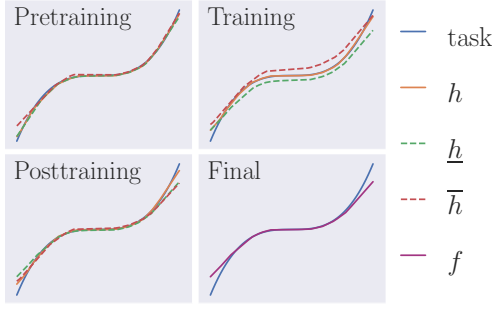 Pretraining
Training
Posttraining
Final
task
h
h
h
f